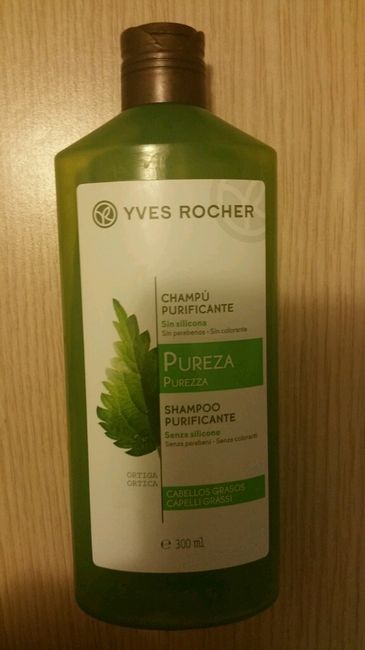 YVES ROCHER
CHAMPÚ
PURIFICANTE
Sin silicona
Sin parabenos - Sin colorante
PUREZA
PUREZZA
SHAMPOO
PURIFICANTE
Senza silicone
Senza parabeni - Senza coloranti
ORTIGA
ORTICA
CABELLOS GRASOS
CAPELLI GRASSI
e 300 ml